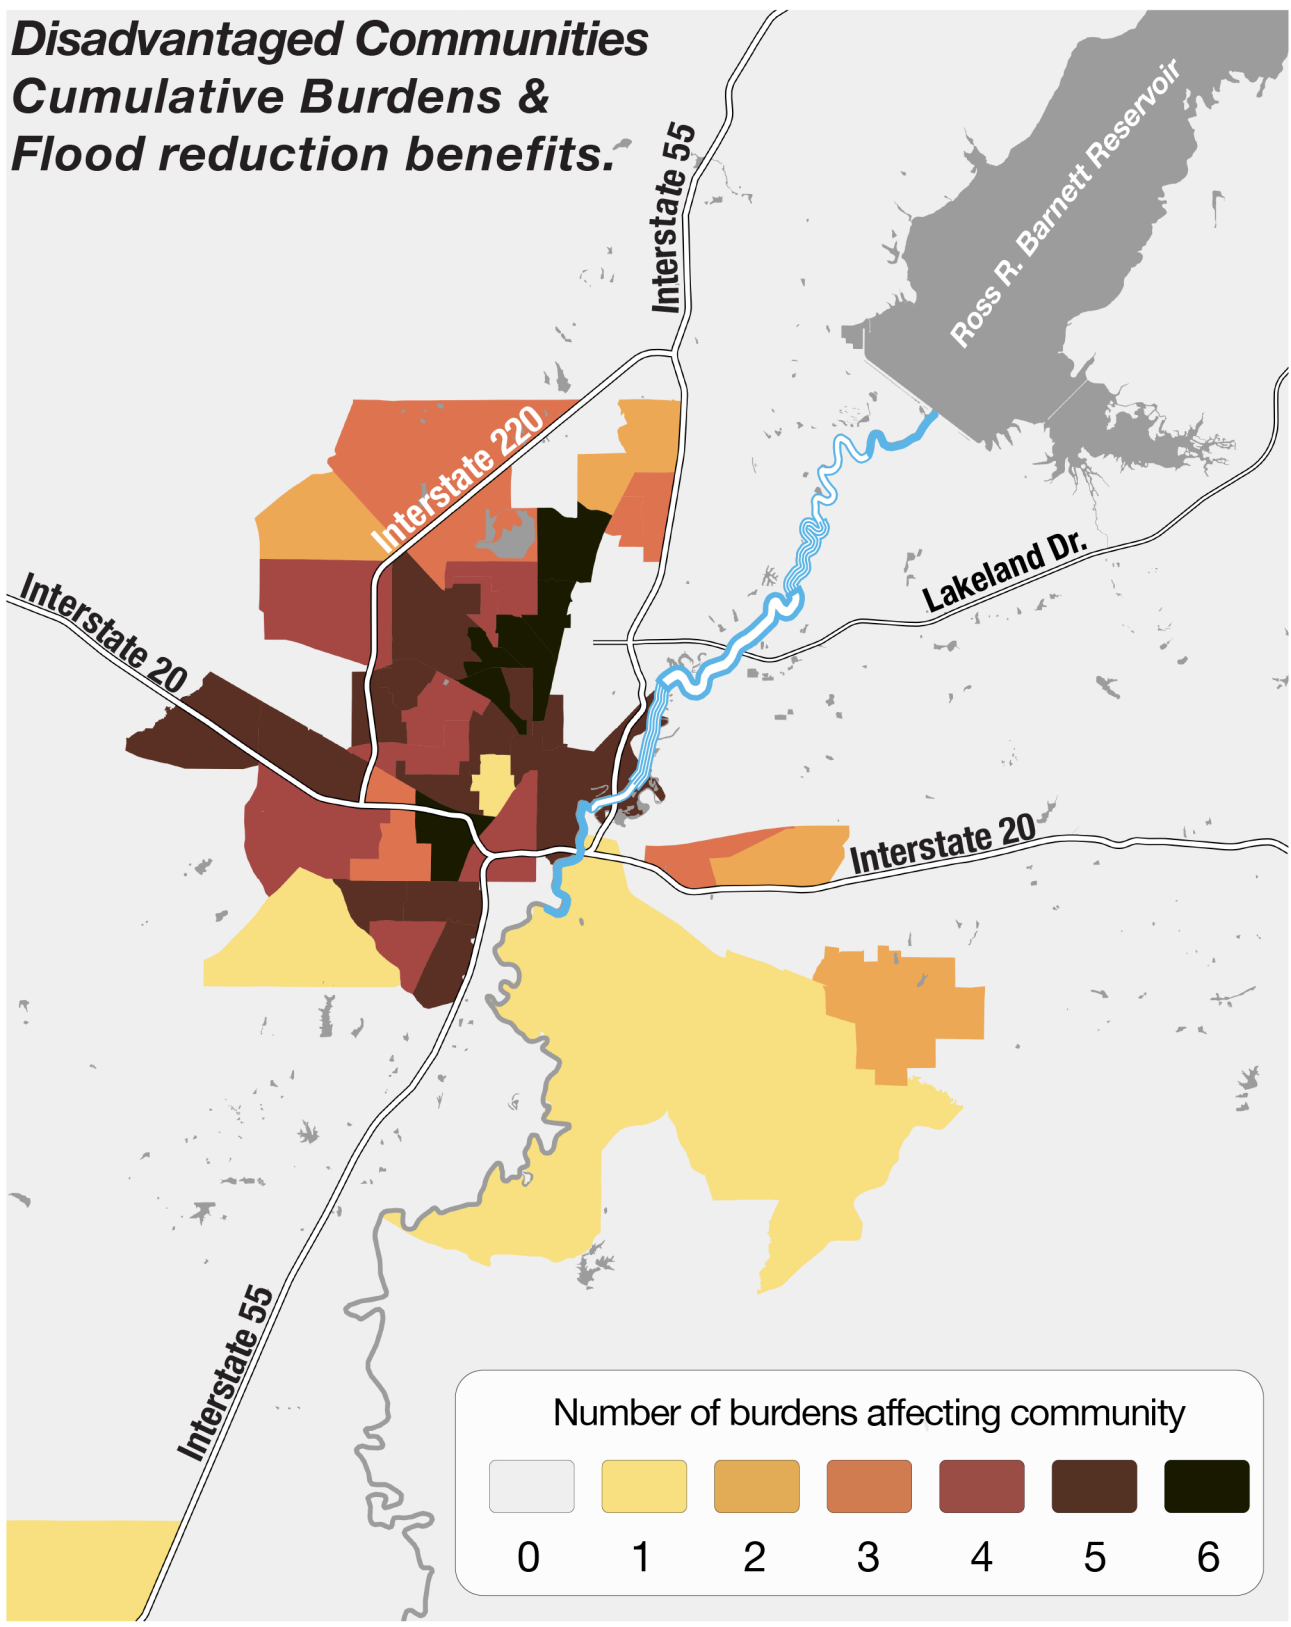 Disadvantaged Communities
Cumulative Burdens &
Flood reduction benefits.
Interstate 55
Ross R. Barnett Reservoir
Interstate 220
Lakeland Dr.
Interstate 20
Interstate 20
Interstate 55
Number of burdens affecting community
0 1 2 3 4 5 6